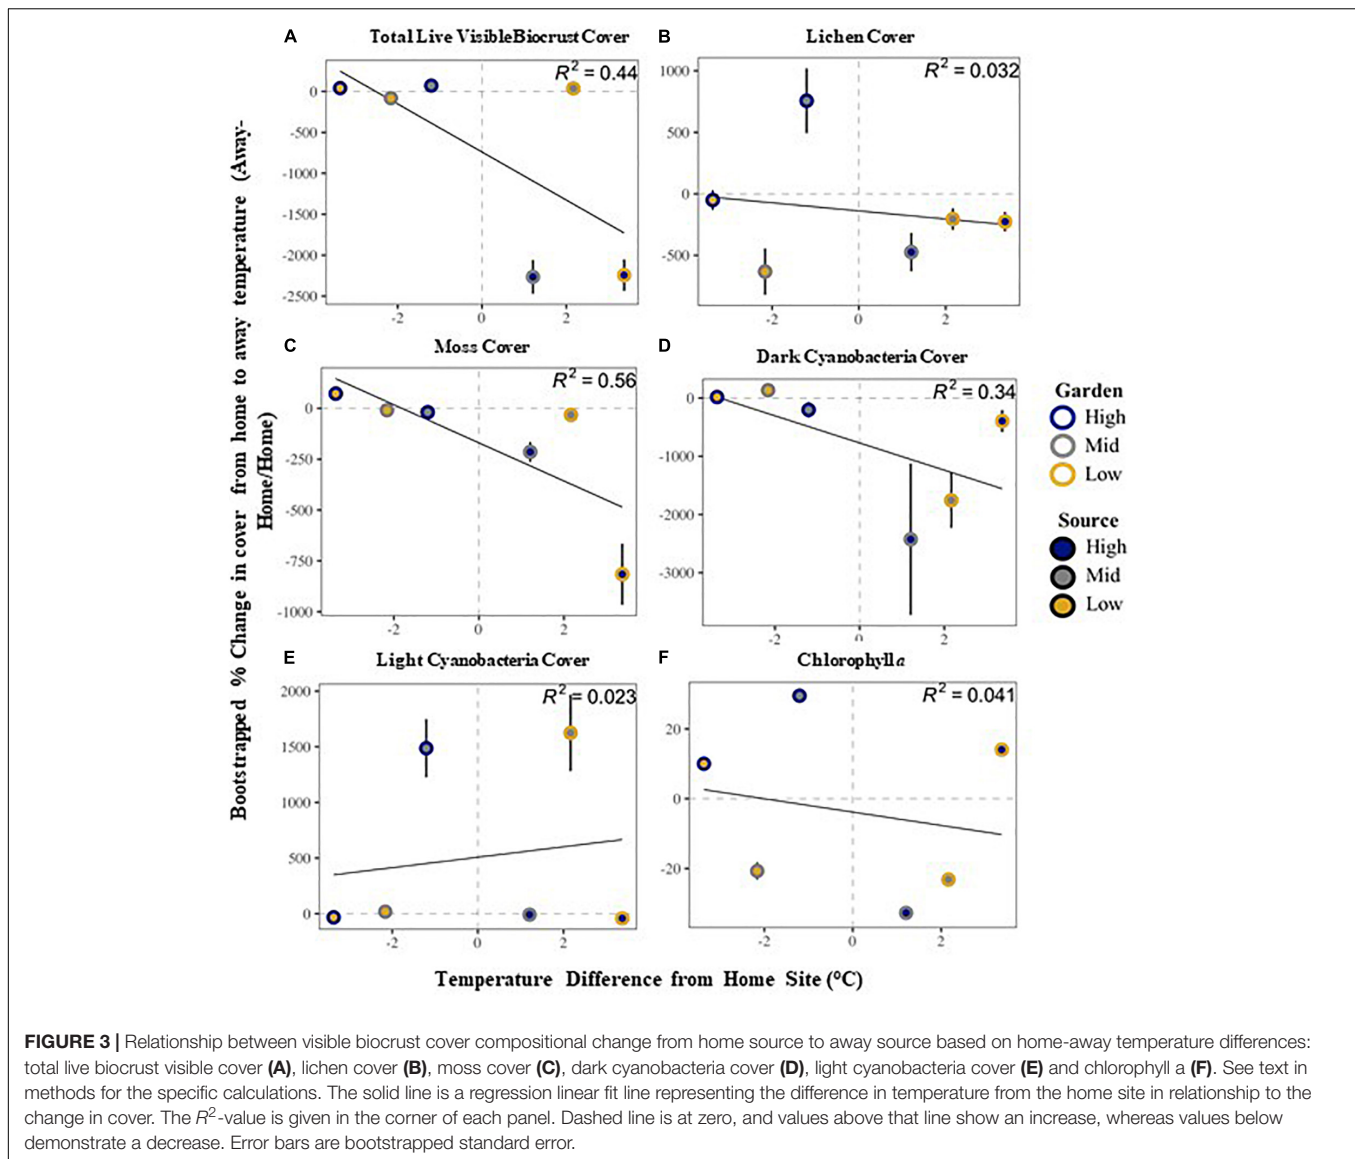 A Total Live Visible Biocrust Cover
R² = 0.44
0
-500
-1000
-1500
-2000
-2500
-2 0 2
B Lichen Cover
R² = 0.032
1000
500
0
-500
-2 0 2
C Moss Cover
R² = 0.56
0
-250
-500
-750
-1000
-2 0 2
D Dark Cyanobacteria Cover
R² = 0.34
0
-1000
-2000
-3000
-2 0 2
Garden
High
Mid
Low
Source
High
Mid
Low
E Light Cyanobacteria Cover
R² = 0.023
2000
1500
1000
500
0
-2 0 2
F Chlorophyll a
R² = 0.041
20
0
-20
-2 0 2
Bootstrapped % Change in cover from home to away temperature (Away-
Home/Home)
Temperature Difference from Home Site (°C)
FIGURE 3 | Relationship between visible biocrust cover compositional change from home source to away source based on home-away temperature differences:
total live biocrust visible cover (A), lichen cover (B), moss cover (C), dark cyanobacteria cover (D), light cyanobacteria cover (E) and chlorophyll a (F). See text in
methods for the specific calculations. The solid line is a regression linear fit line representing the difference in temperature from the home site in relationship to the
change in cover. The R²-value is given in the corner of each panel. Dashed line is at zero, and values above that line show an increase, whereas values below
demonstrate a decrease. Error bars are bootstrapped standard error.